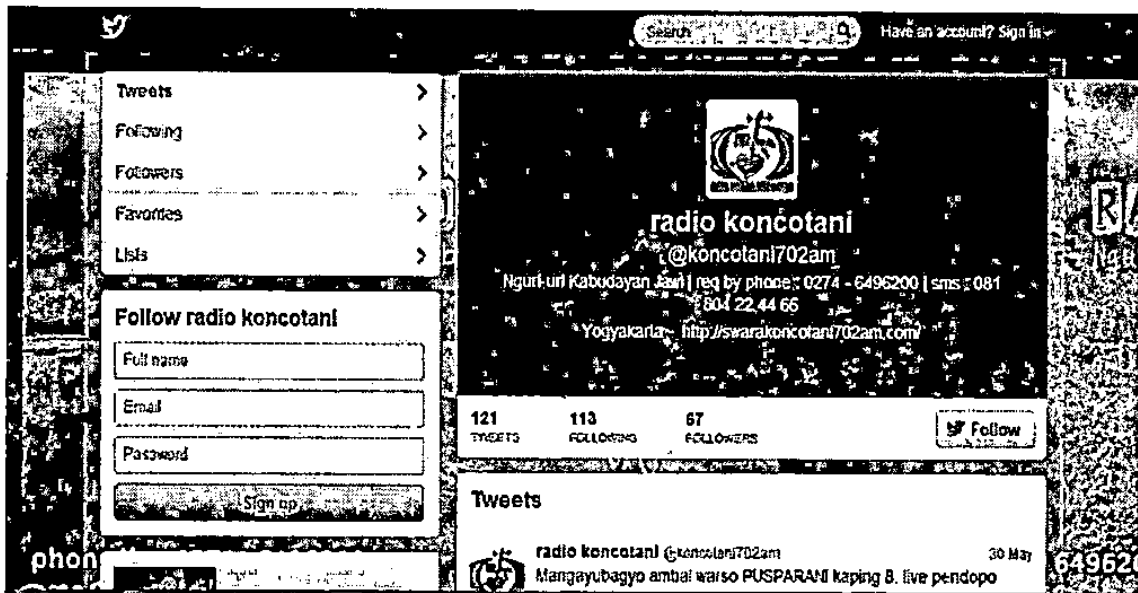 Search
Have an account? Sign in
Tweets
Following
Followers
Favorites
Lists
Follow radio koncotani
Full name
Email
Password
Sign up
radio koncotani
@koncotani702am
Nguri-uri Kabudayan Jawi | req by phone : 0274 - 6496200 | sms : 081
804 22 44 66
Yogyakarta · http://swarakoncotani702am.com/
121 TWEETS
113 FOLLOWING
67 FOLLOWERS
Follow
Tweets
radio koncotani @koncotani702am 30 May
Mangayubagyo ambal warso PUSPARANI kaping 8. live pendopo
phon
649620